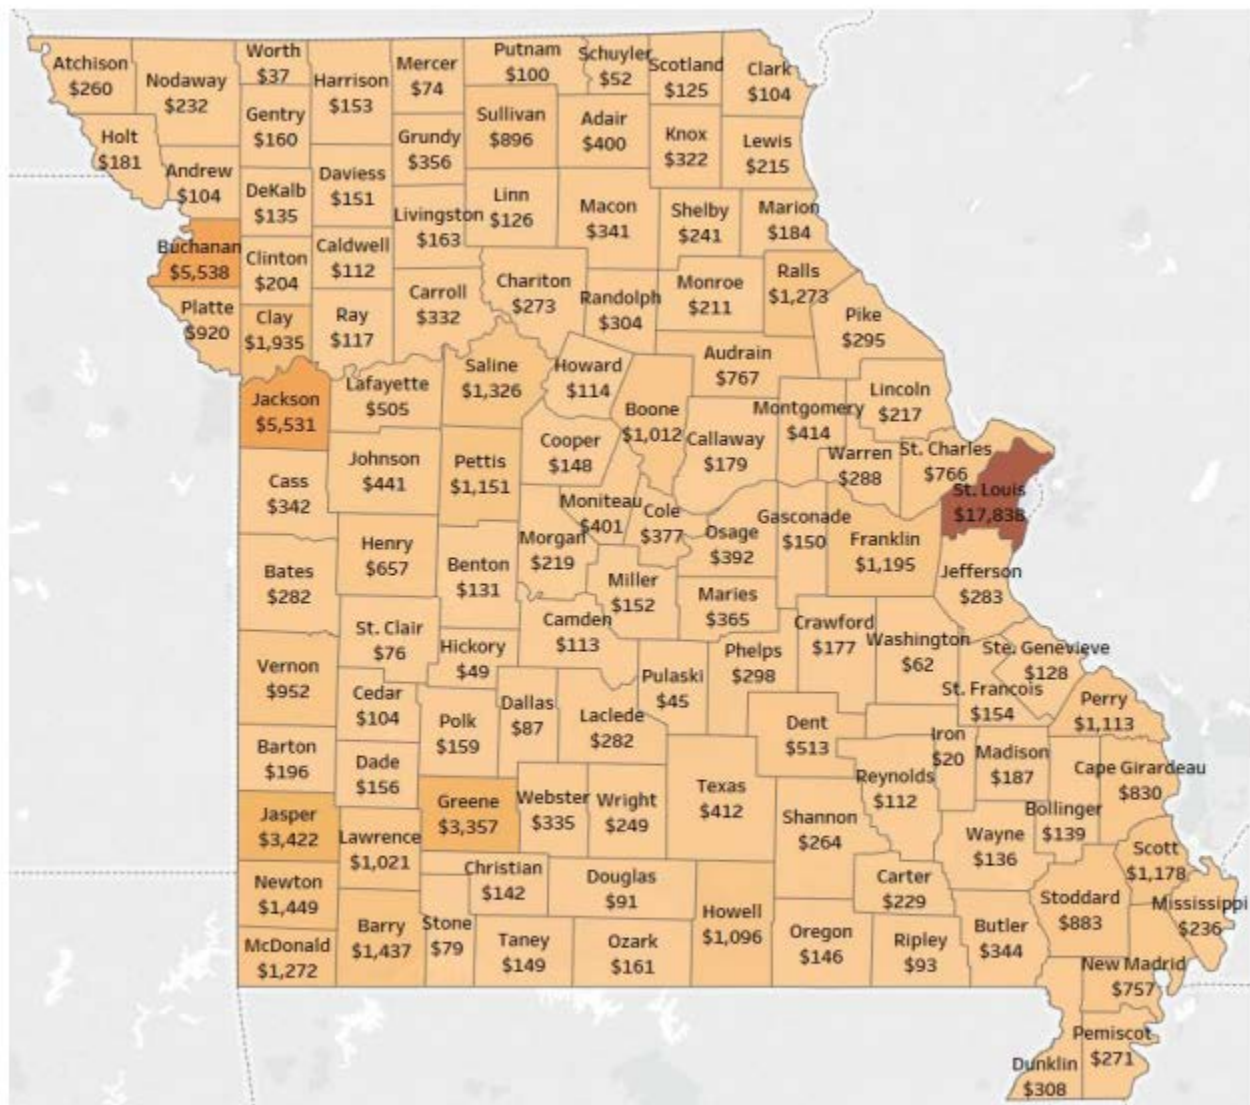 Atchison
$260
Nodaway
$232
Worth
$37
Harrison
$153
Mercer
$74
Putnam
$100
Schuyler
$52
Scotland
$125
Clark
$104
Gentry
$160
Sullivan
$896
Adair
$400
Holt
$181
Grundy
$356
Knox
$322
Lewis
$215
Andrew
$104
DeKalb
$135
Daviess
$151
Livingston
$163
Linn
$126
Macon
$341
Shelby
$241
Marion
$184
Buchanan
$5,538
Clinton
$204
Caldwell
$112
Carroll
$332
Chariton
$273
Randolph
$304
Monroe
$211
Ralls
$1,273
Pike
$295
Platte
$920
Clay
$1,935
Ray
$117
Saline
$1,326
Howard
$114
Audrain
$767
Jackson
$5,531
Lafayette
$505
Boone
$1,012
Callaway
$179
Montgomery
$414
Lincoln
$217
Warren
$288
St. Charles
$766
St. Louis
$17,838
Cass
$342
Johnson
$441
Pettis
$1,151
Cooper
$148
Moniteau
$401
Cole
$377
Osage
$392
Gasconade
$150
Franklin
$1,195
Jefferson
$283
Bates
$282
Henry
$657
Benton
$131
Morgan
$219
Miller
$152
Maries
$365
Camden
$113
Crawford
$177
Washington
$62
Ste. Genevieve
$128
Vernon
$952
St. Clair
$76
Hickory
$49
Pulaski
$45
Phelps
$298
St. Francois
$154
Perry
$1,113
Cedar
$104
Polk
$159
Dallas
$87
Laclede
$282
Dent
$513
Iron
$20
Madison
$187
Cape Girardeau
$830
Barton
$196
Dade
$156
Texas
$412
Reynolds
$112
Bollinger
$139
Jasper
$3,422
Lawrence
$1,021
Greene
$3,357
Webster
$335
Wright
$249
Shannon
$264
Wayne
$136
Scott
$1,178
Newton
$1,449
Christian
$142
Douglas
$91
Howell
$1,096
Carter
$229
Stoddard
$883
Mississippi
$236
McDonald
$1,272
Barry
$1,437
Stone
$79
Taney
$149
Ozark
$161
Oregon
$146
Ripley
$93
Butler
$344
New Madrid
$757
Pemiscot
$271
Dunklin
$308